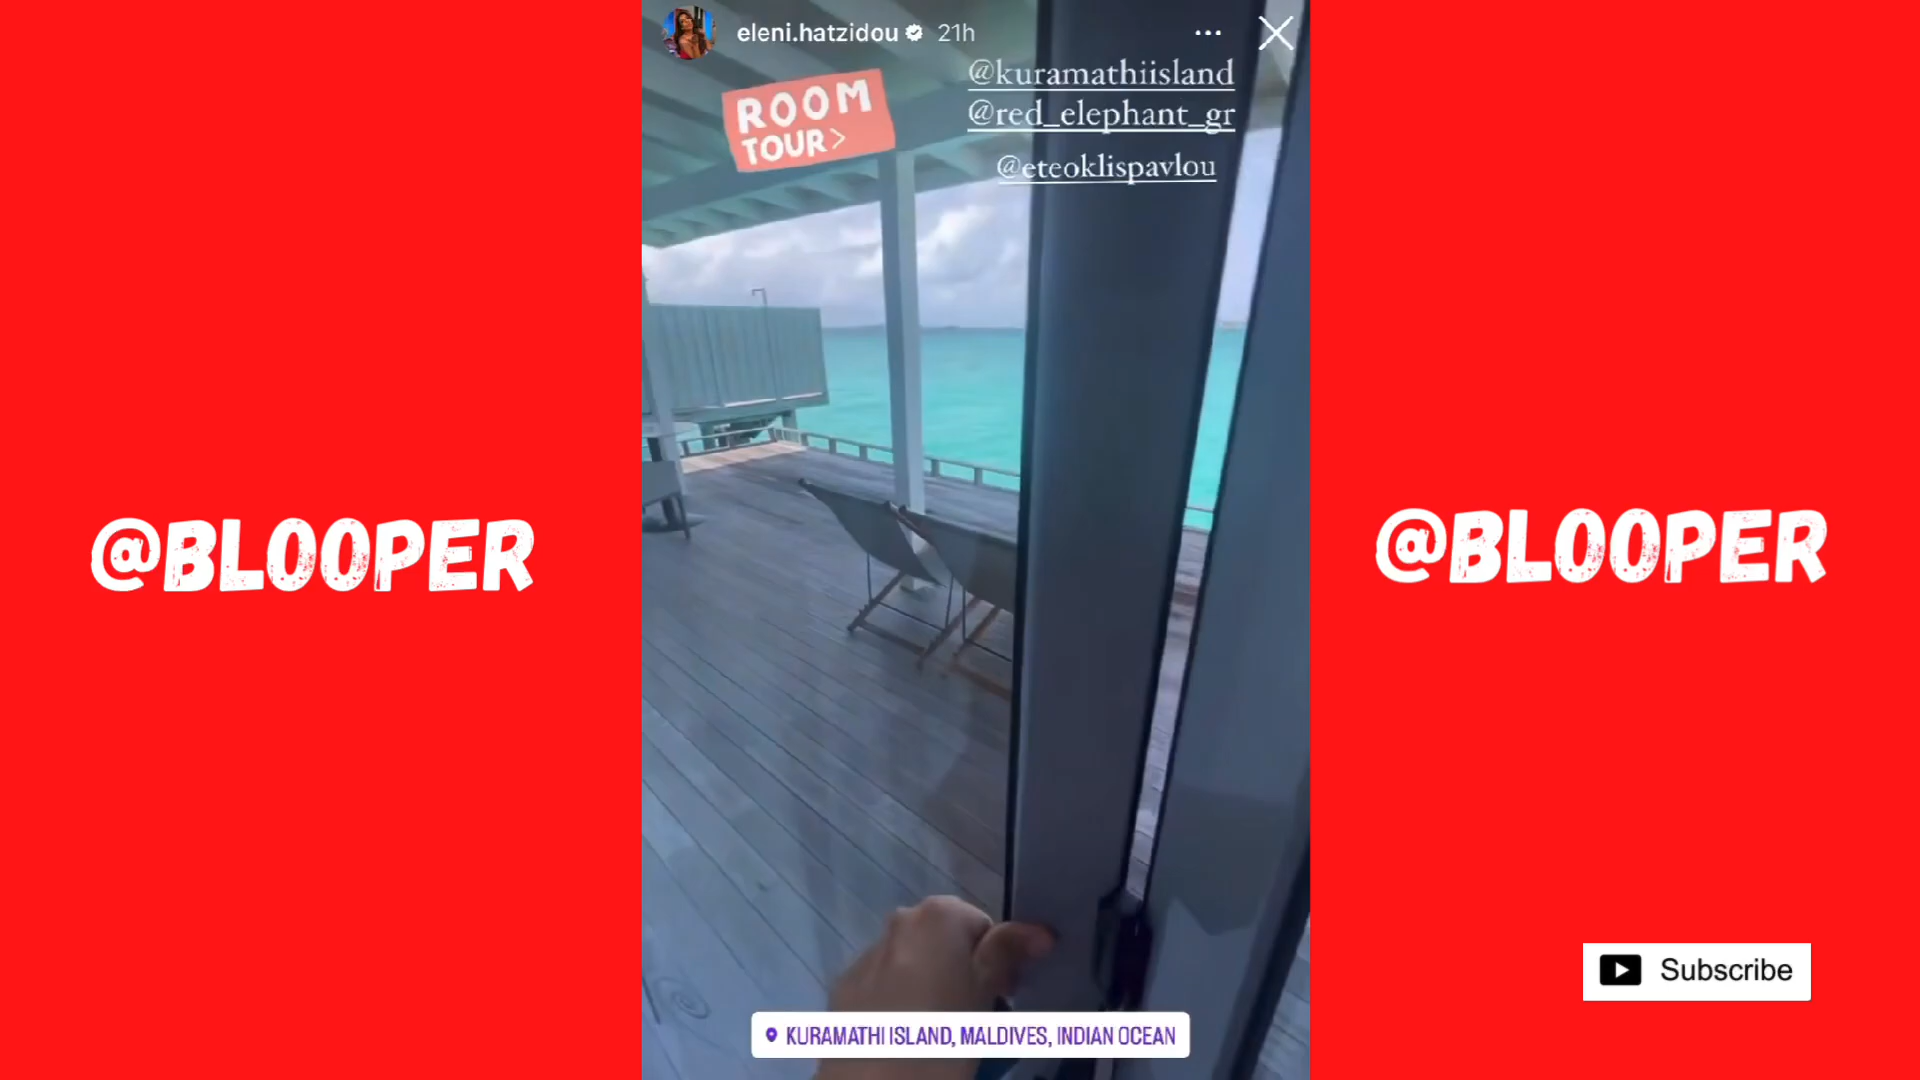 eleni.hatzidou 21h
@kuramathiisland
@red_elephant_gr
@eteoklispavlou
ROOM
TOUR>
@BLOOPER
@BLOOPER
Subscribe
KURAMATHI ISLAND, MALDIVES, INDIAN OCEAN